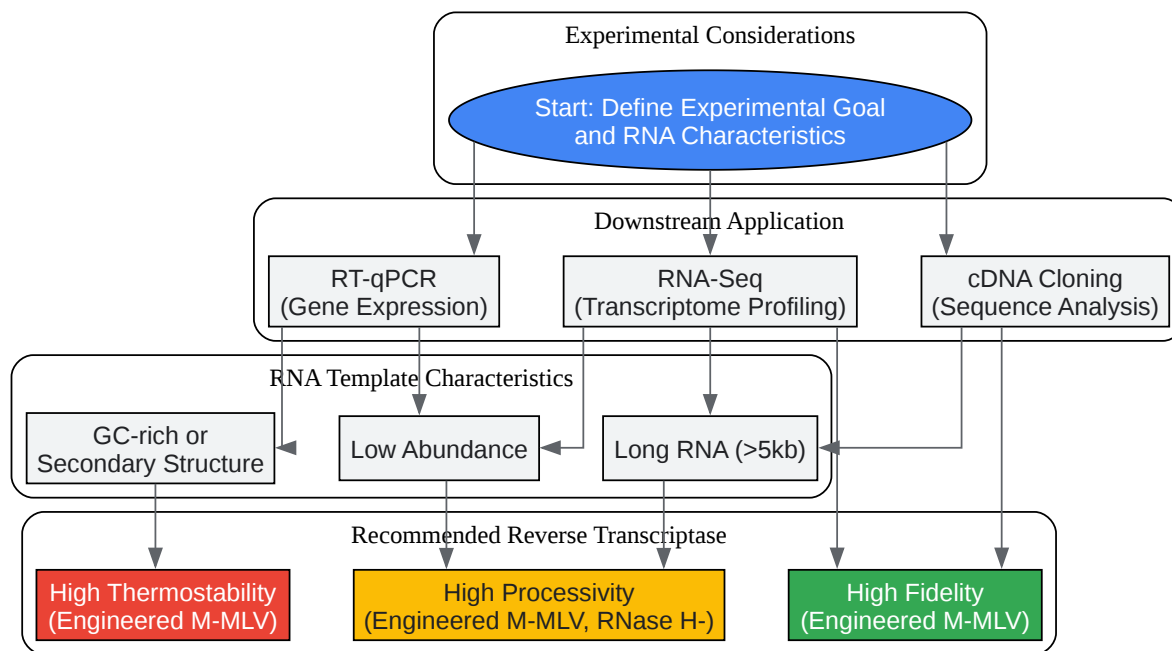 Experimental Considerations
Start: Define Experimental Goal
and RNA Characteristics
Downstream Application
RT-qPCR
(Gene Expression)
RNA-Seq
(Transcriptome Profiling)
cDNA Cloning
(Sequence Analysis)
RNA Template Characteristics
GC-rich or
Secondary Structure
Low Abundance
Long RNA (>5kb)
Recommended Reverse Transcriptase
High Thermostability
(Engineered M-MLV)
High Processivity
(Engineered M-MLV, RNase H-)
High Fidelity
(Engineered M-MLV)